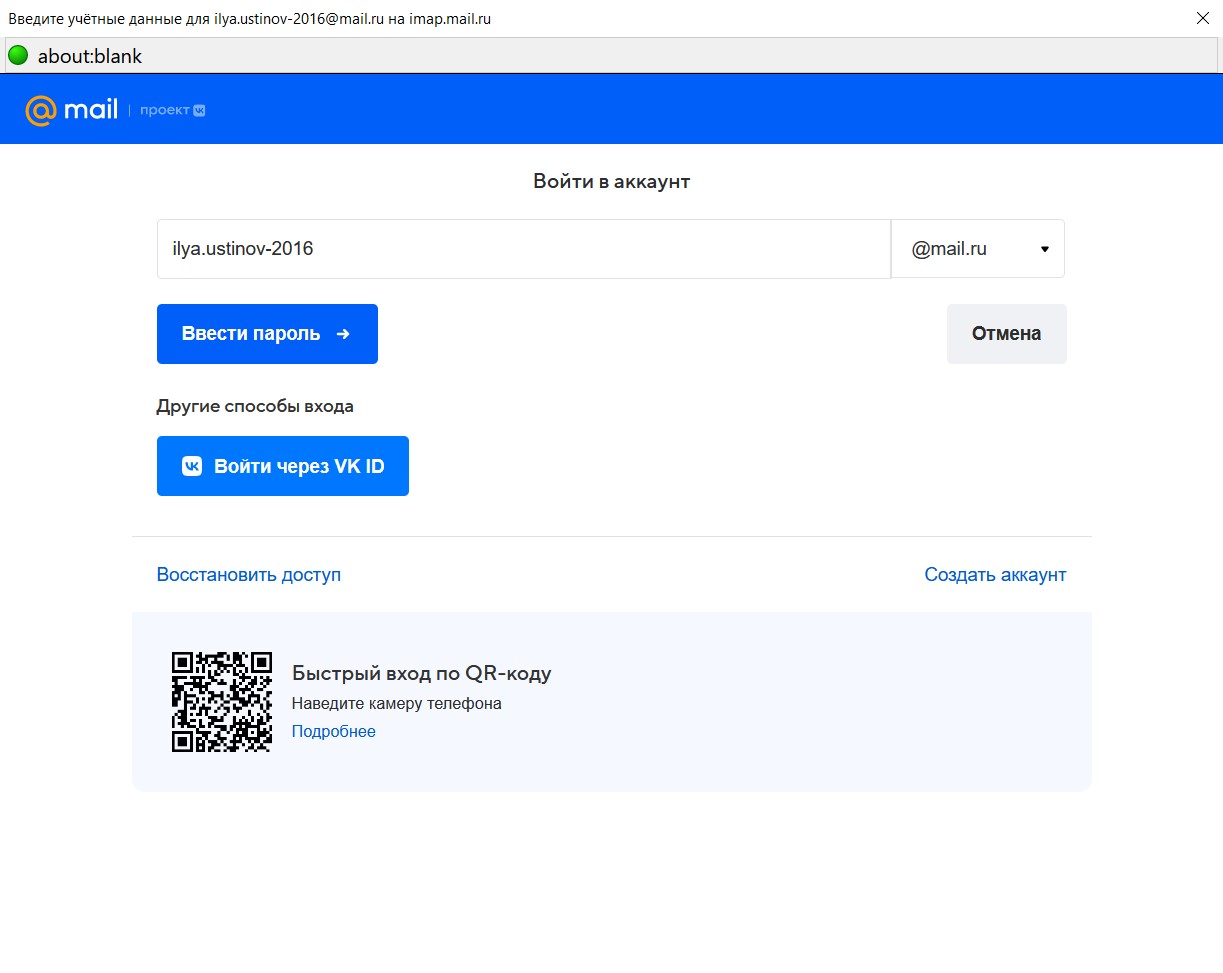 Введите учётные данные для ilya.ustinov-2016@mail.ru на imap.mail.ru
about:blank
@mail | проект
Войти в аккаунт
ilya.ustinov-2016 @mail.ru
Ввести пароль → Отмена
Другие способы входа
Войти через VK ID
Восстановить доступ Создать аккаунт
Быстрый вход по QR-коду
Наведите камеру телефона
Подробнее